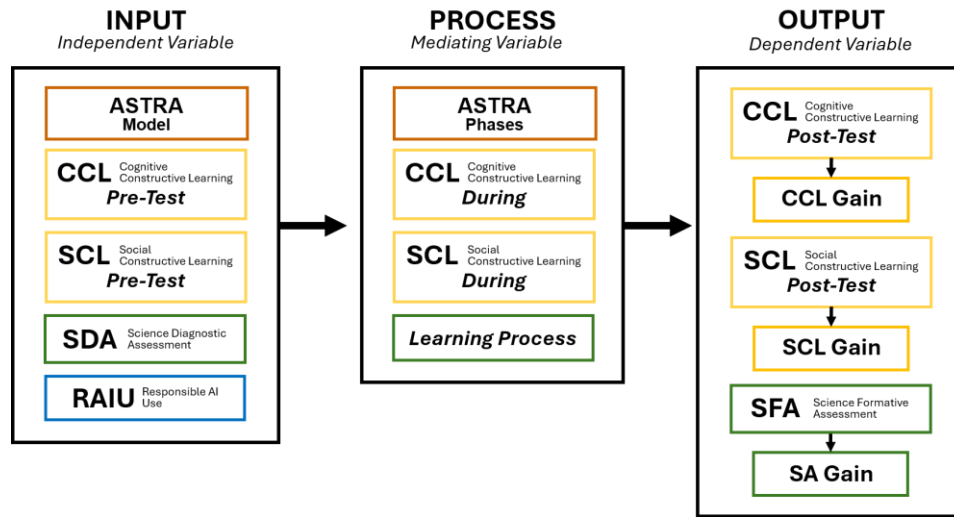 INPUT
Independent Variable
ASTRA
Model
CCL Cognitive
Constructive Learning
Pre-Test
SCL Social
Constructive Learning
Pre-Test
SDA Science Diagnostic
Assessment
RAIU Responsible AI
Use
PROCESS
Mediating Variable
ASTRA
Phases
CCL Cognitive
Constructive Learning
During
SCL Social
Constructive Learning
During
Learning Process
OUTPUT
Dependent Variable
CCL Cognitive
Constructive Learning
Post-Test
CCL Gain
SCL Social
Constructive Learning
Post-Test
SCL Gain
SFA Science Formative
Assessment
SA Gain